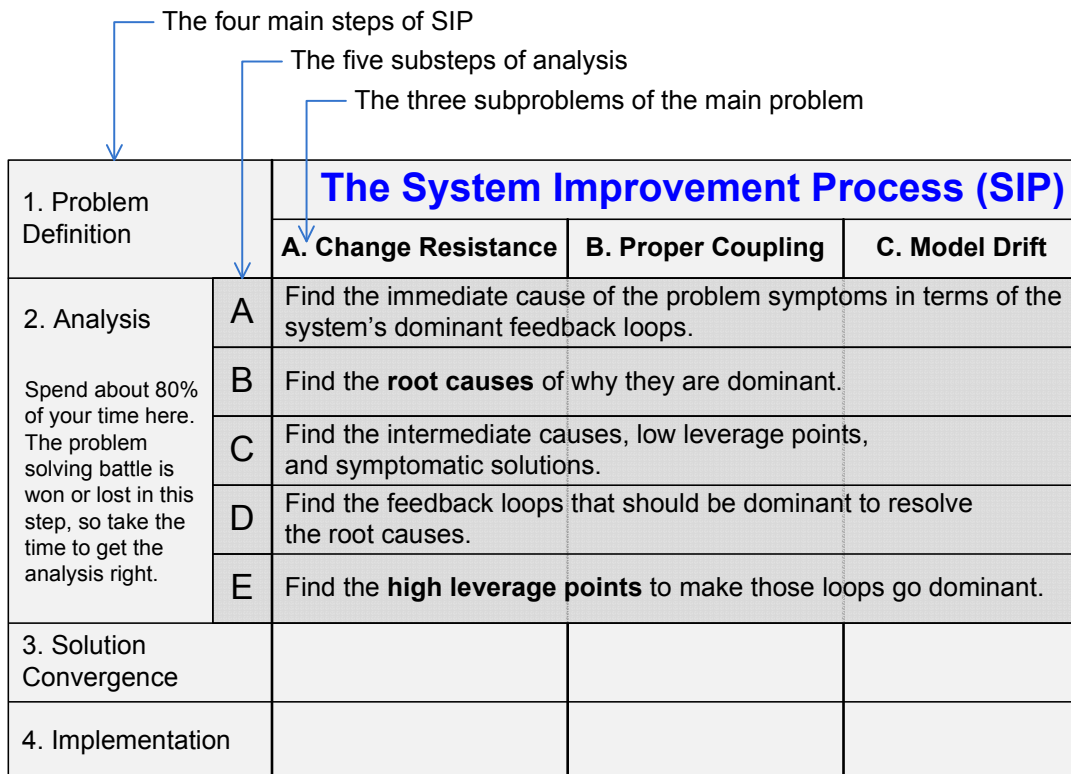 The four main steps of SIP
The five substeps of analysis
The three subproblems of the main problem
1. Problem
Definition
The System Improvement Process (SIP)
A. Change Resistance
B. Proper Coupling
C. Model Drift
2. Analysis
Spend about 80%
of your time here.
The problem
solving battle is
won or lost in this
step, so take the
time to get the
analysis right.
A
Find the immediate cause of the problem symptoms in terms of the
system’s dominant feedback loops.
B
Find the root causes of why they are dominant.
C
Find the intermediate causes, low leverage points,
and symptomatic solutions.
D
Find the feedback loops that should be dominant to resolve
the root causes.
E
Find the high leverage points to make those loops go dominant.
3. Solution
Convergence
4. Implementation